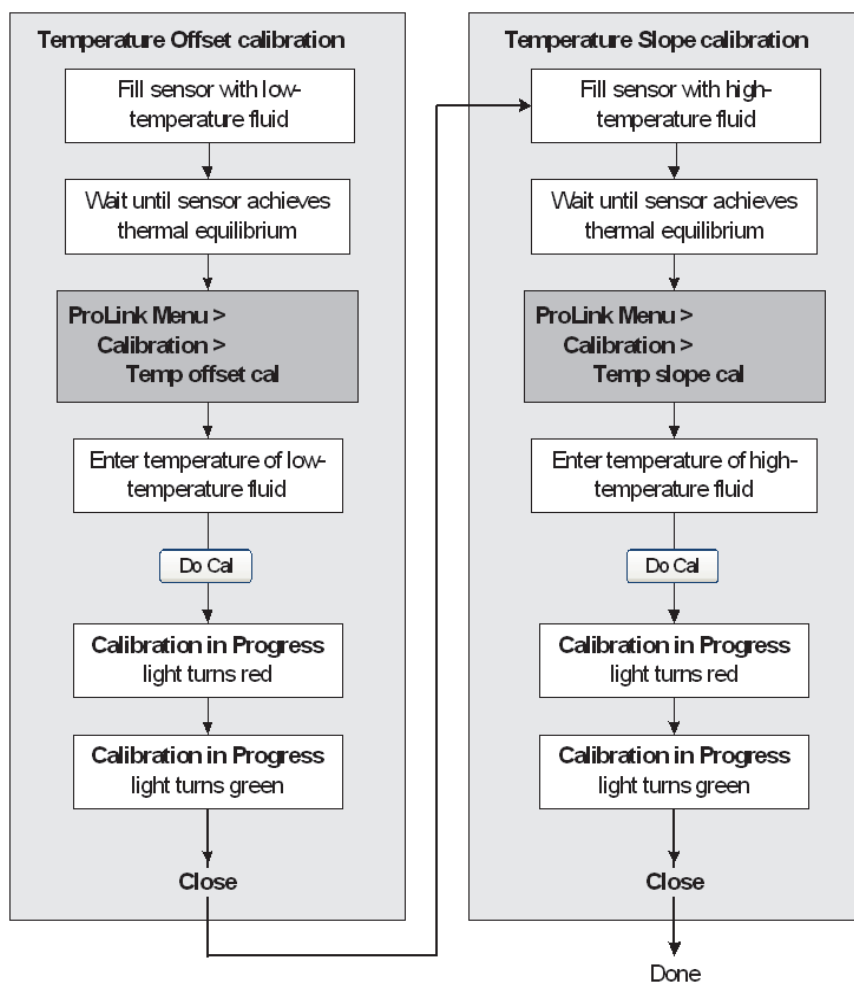 Temperature Offset calibration
Fill sensor with low-
temperature fluid
Wait until sensor achieves
thermal equilibrium
ProLink Menu >
Calibration >
Temp offset cal
Enter temperature of low-
temperature fluid
Do Cal
Calibration in Progress
light turns red
Calibration in Progress
light turns green
Close
Temperature Slope calibration
Fill sensor with high-
temperature fluid
Wait until sensor achieves
thermal equilibrium
ProLink Menu >
Calibration >
Temp slope cal
Enter temperature of high-
temperature fluid
Do Cal
Calibration in Progress
light turns red
Calibration in Progress
light turns green
Close
Done